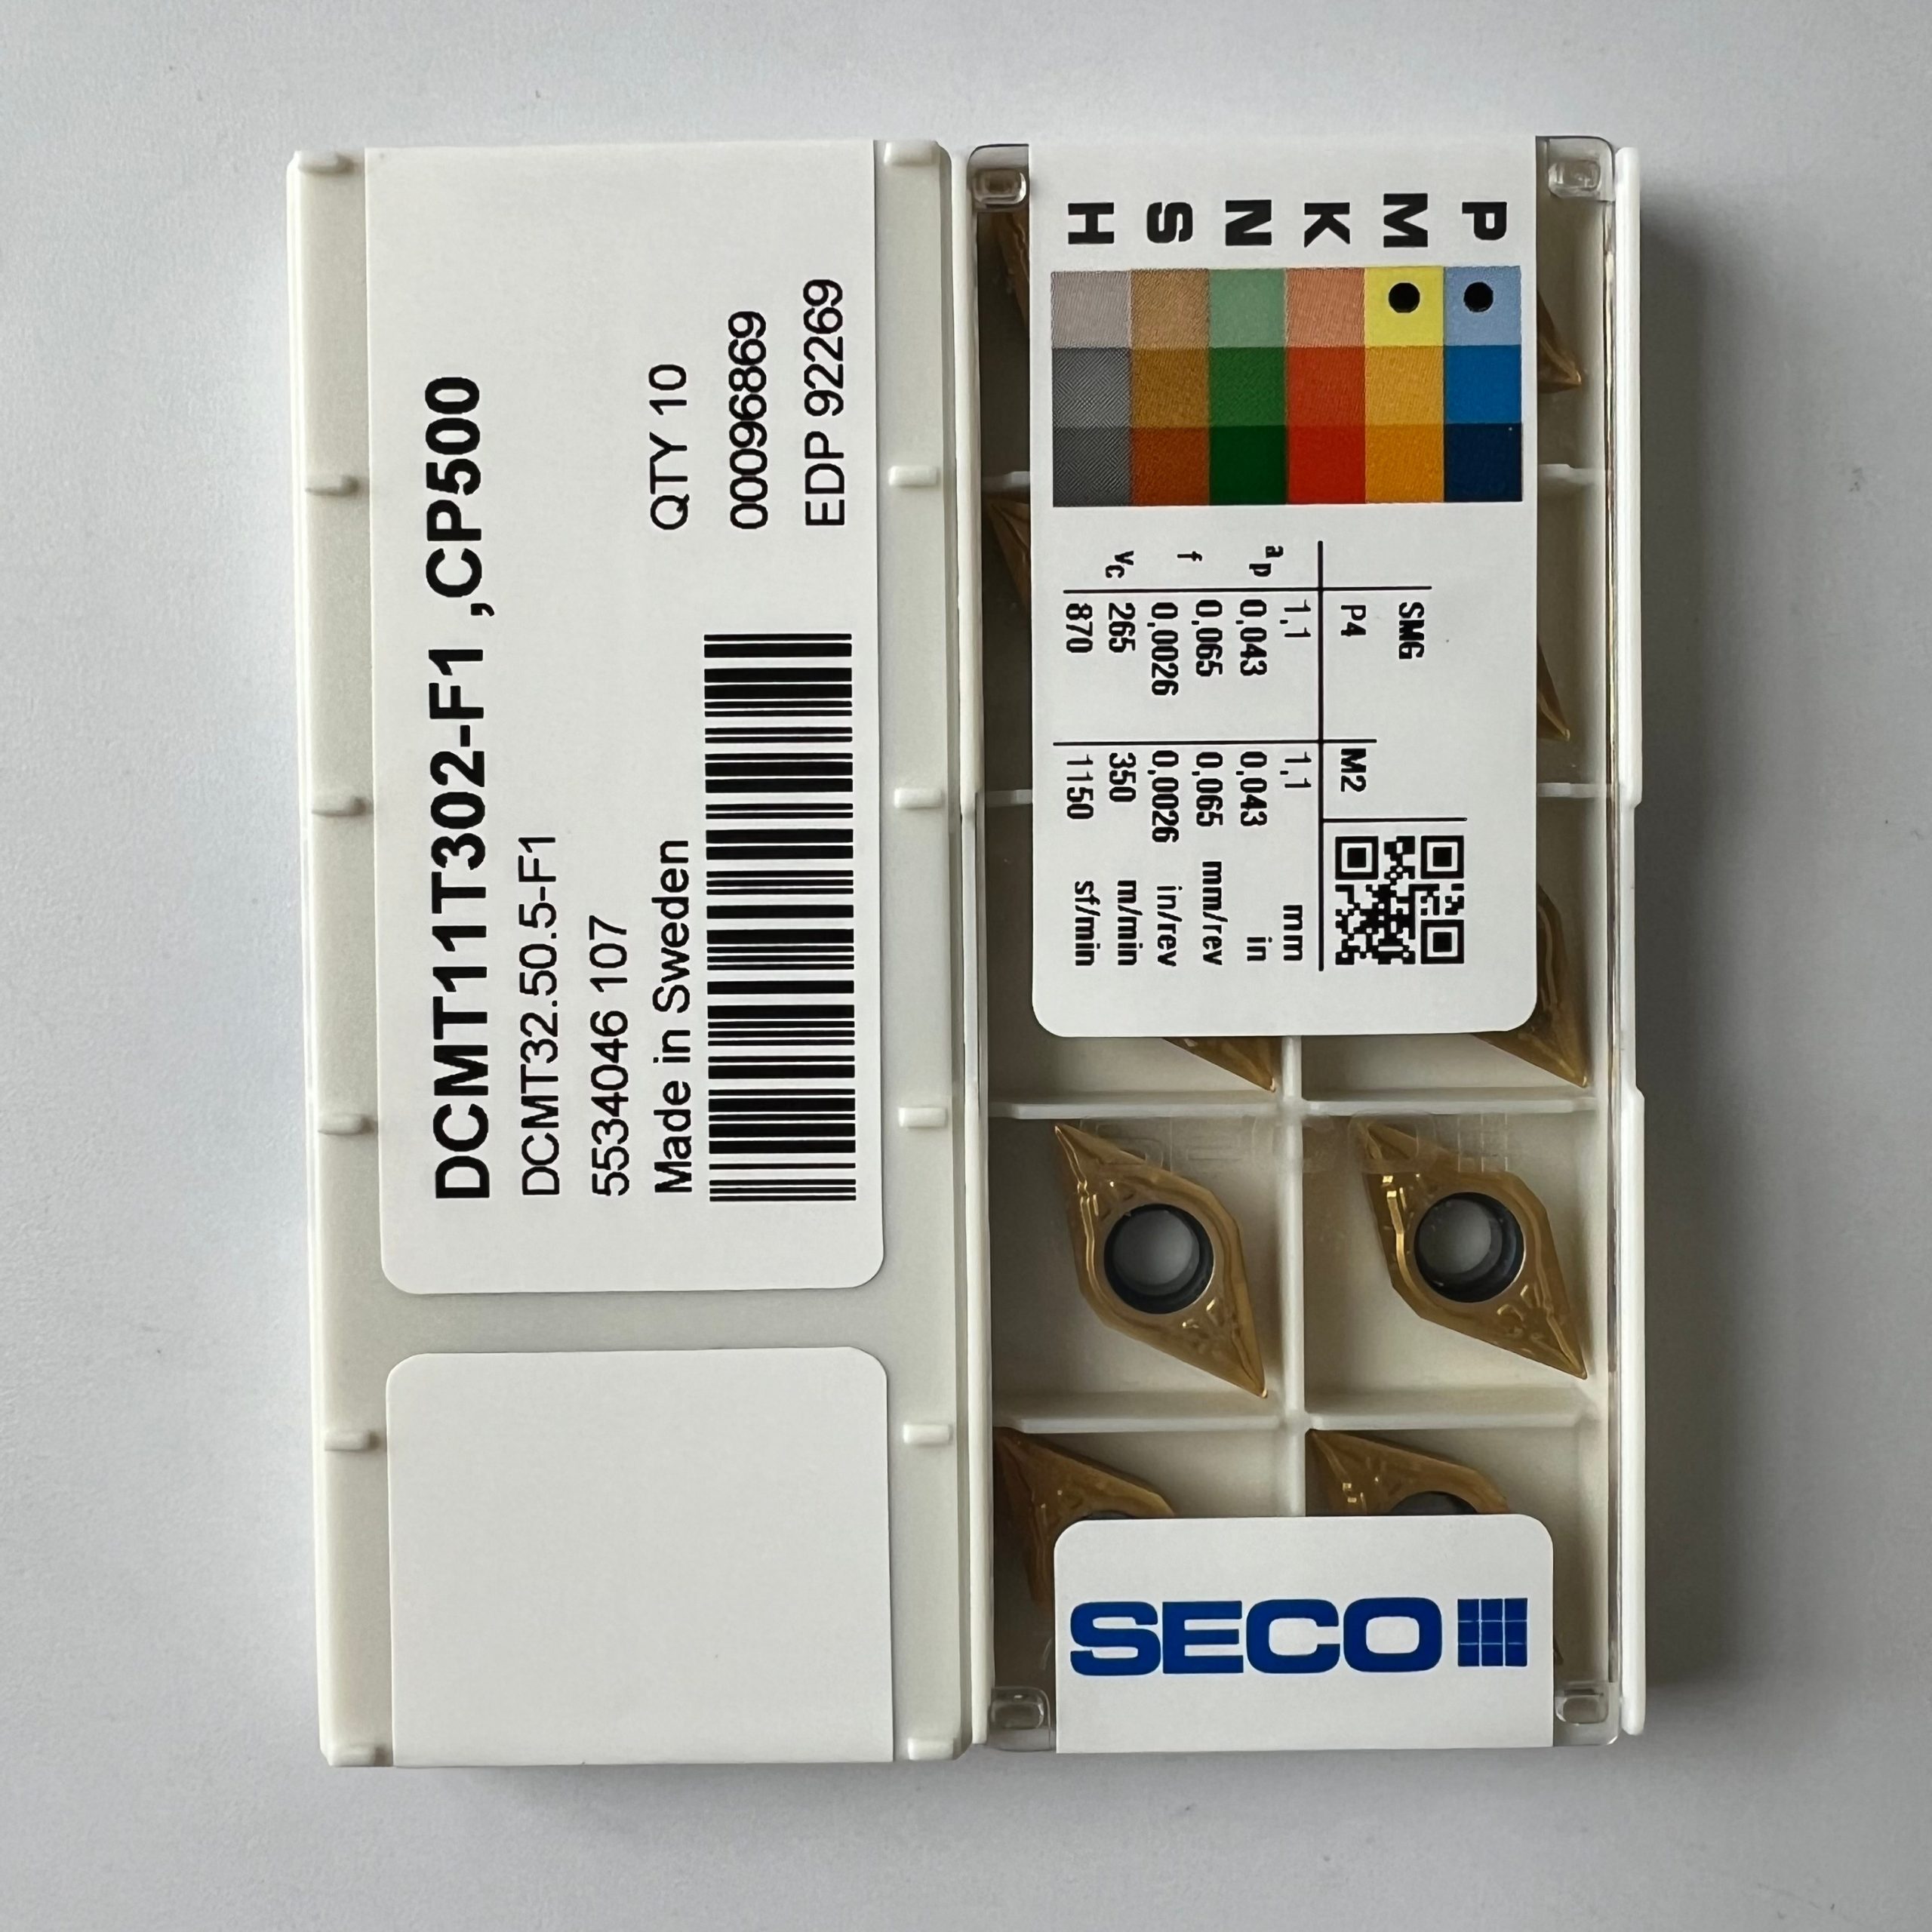 DCMT11T302-F1 ,CP500
DCMT32.50.5-F1
5534046 107
QTY 10
Made in Sweden
00096869
EDP 92269
P
M
K
N
S
H
SMG
P4 M2
ap 1,1 1,1 mm
0,043 0,043 in
f 0,065 0,065 mm/rev
0,0026 0,0026 in/rev
vc 265 350 m/min
870 1150 sf/min
SECO
SECO